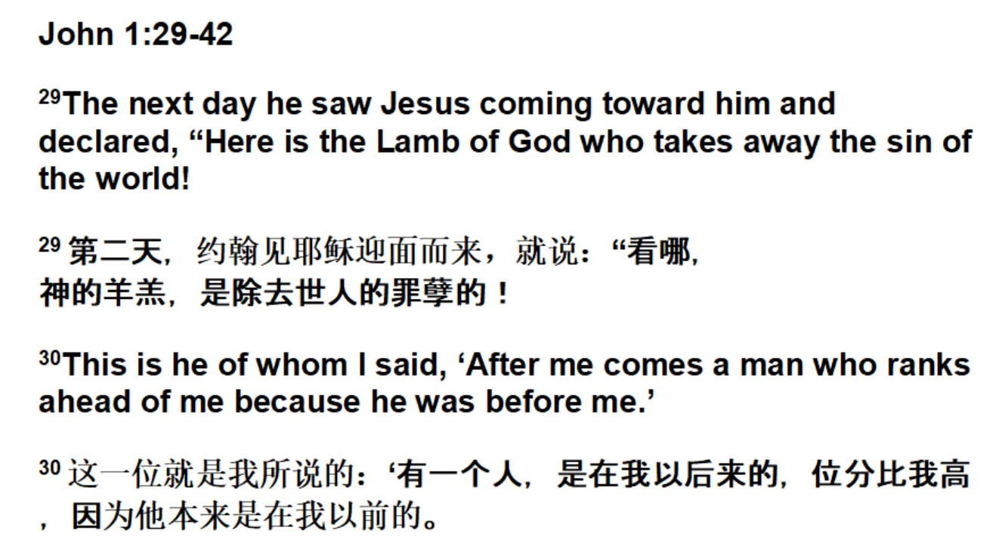 John 1:29-42
29The next day he saw Jesus coming toward him and
declared, “Here is the Lamb of God who takes away the sin of
the world!
29 第二天，约翰见耶稣迎面而来，就说：“看哪，
神的羊羔，是除去世人的罪孽的！
30This is he of whom I said, ‘After me comes a man who ranks
ahead of me because he was before me.’
30 这一位就是我所说的：‘有一个人，是在我以后来的，位分比我高
，因为他本来是在我以前的。